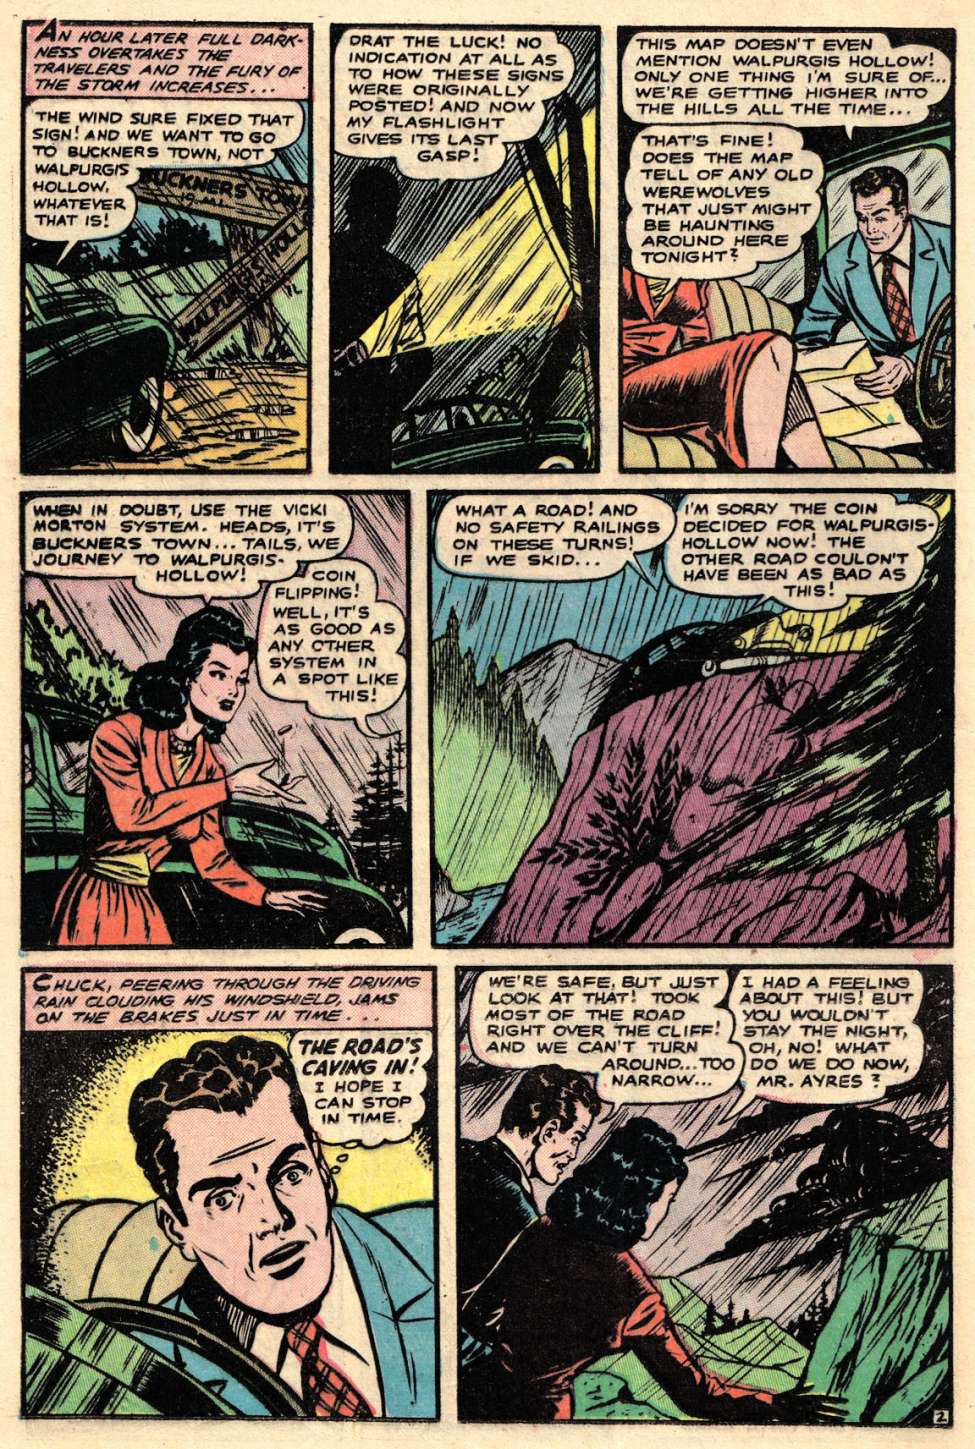 AN HOUR LATER FULL DARK-
NESS OVERTAKES THE
TRAVELERS AND THE FURY OF
THE STORM INCREASES...
THE WIND SURE FIXED THAT
SIGN! AND WE WANT TO GO
TO BUCKNERS TOWN, NOT
WALPURGIS
HOLLOW,
WHATEVER
THAT IS!
BUCKNERS TOWN
WALPURGIS HOLL
DRAT THE LUCK! NO
INDICATION AT ALL AS
TO HOW THESE SIGNS
WERE ORIGINALLY
POSTED! AND NOW
MY FLASHLIGHT
GIVES ITS LAST
GASP!
THIS MAP DOESN'T EVEN
MENTION WALPURGIS HOLLOW!
ONLY ONE THING I'M SURE OF...
WE'RE GETTING HIGHER INTO
THE HILLS ALL THE TIME...
THAT'S FINE!
DOES THE MAP
TELL OF ANY OLD
WEREWOLVES
THAT JUST MIGHT
BE HAUNTING
AROUND HERE
TONIGHT?
WHEN IN DOUBT, USE THE VICKI
MORTON SYSTEM. HEADS, IT'S
BUCKNERS TOWN... TAILS, WE
JOURNEY TO WALPURGIS-
HOLLOW!
COIN
FLIPPING!
WELL, IT'S
AS GOOD AS
ANY OTHER
SYSTEM IN
A SPOT LIKE
THIS!
WHAT A ROAD! AND
NO SAFETY RAILINGS
ON THESE TURNS!
IF WE SKID...
I'M SORRY THE COIN
DECIDED FOR WALPURGIS-
HOLLOW NOW! THE
OTHER ROAD COULDN'T
HAVE BEEN AS BAD AS
THIS!
CHUCK, PEERING THROUGH THE DRIVING
RAIN CLOUDING HIS WINDSHIELD, JAMS
ON THE BRAKES JUST IN TIME...
THE ROAD'S
CAVING IN!
I HOPE I
CAN STOP
IN TIME.
WE'RE SAFE, BUT JUST
LOOK AT THAT! TOOK
MOST OF THE ROAD
RIGHT OVER THE CLIFF!
AND WE CAN'T TURN
AROUND...TOO
NARROW...
I HAD A FEELING
ABOUT THIS! BUT
YOU WOULDN'T
STAY THE NIGHT,
OH, NO! WHAT
DO WE DO NOW,
MR. AYRES?
2